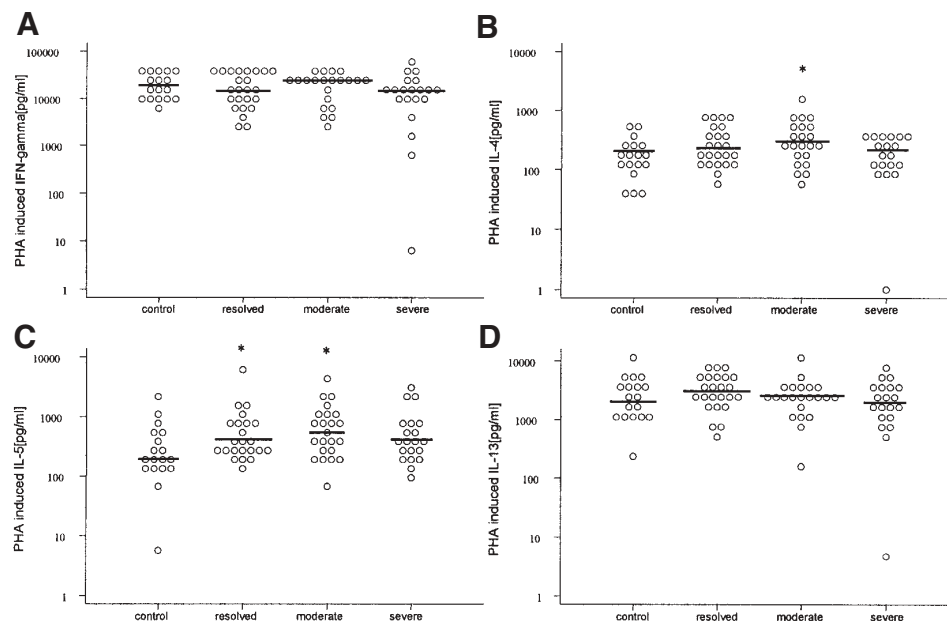 A
PHA induced IFN-gamma[pg/ml]
100000
10000
1000
100
10
1
control resolved moderate severe
B
PHA induced IL-4[pg/ml]
10000
1000
100
10
1
*
control resolved moderate severe
C
PHA induced IL-5[pg/ml]
10000
1000
100
10
1
* *
control resolved moderate severe
D
PHA induced IL-13[pg/ml]
10000
1000
100
10
1
control resolved moderate severe